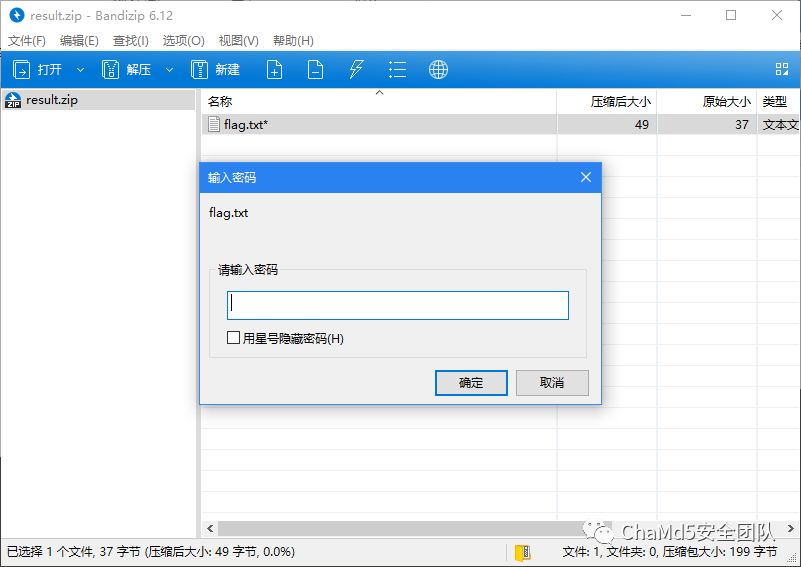 result.zip - Bandizip 6.12
文件(F) 编辑(E) 查找(I) 选项(O) 视图(V) 帮助(H)
打开 解压 新建
result.zip
名称 压缩后大小 原始大小 类型
flag.txt* 49 37 文本文
输入密码
flag.txt
请输入密码
用星号隐藏密码(H)
确定 取消
ChaMd5安全团队
已选择 1 个文件, 37 字节 (压缩后大小: 49 字节, 0.0%) 文件: 1, 文件夹: 0, 压缩包大小: 199 字节